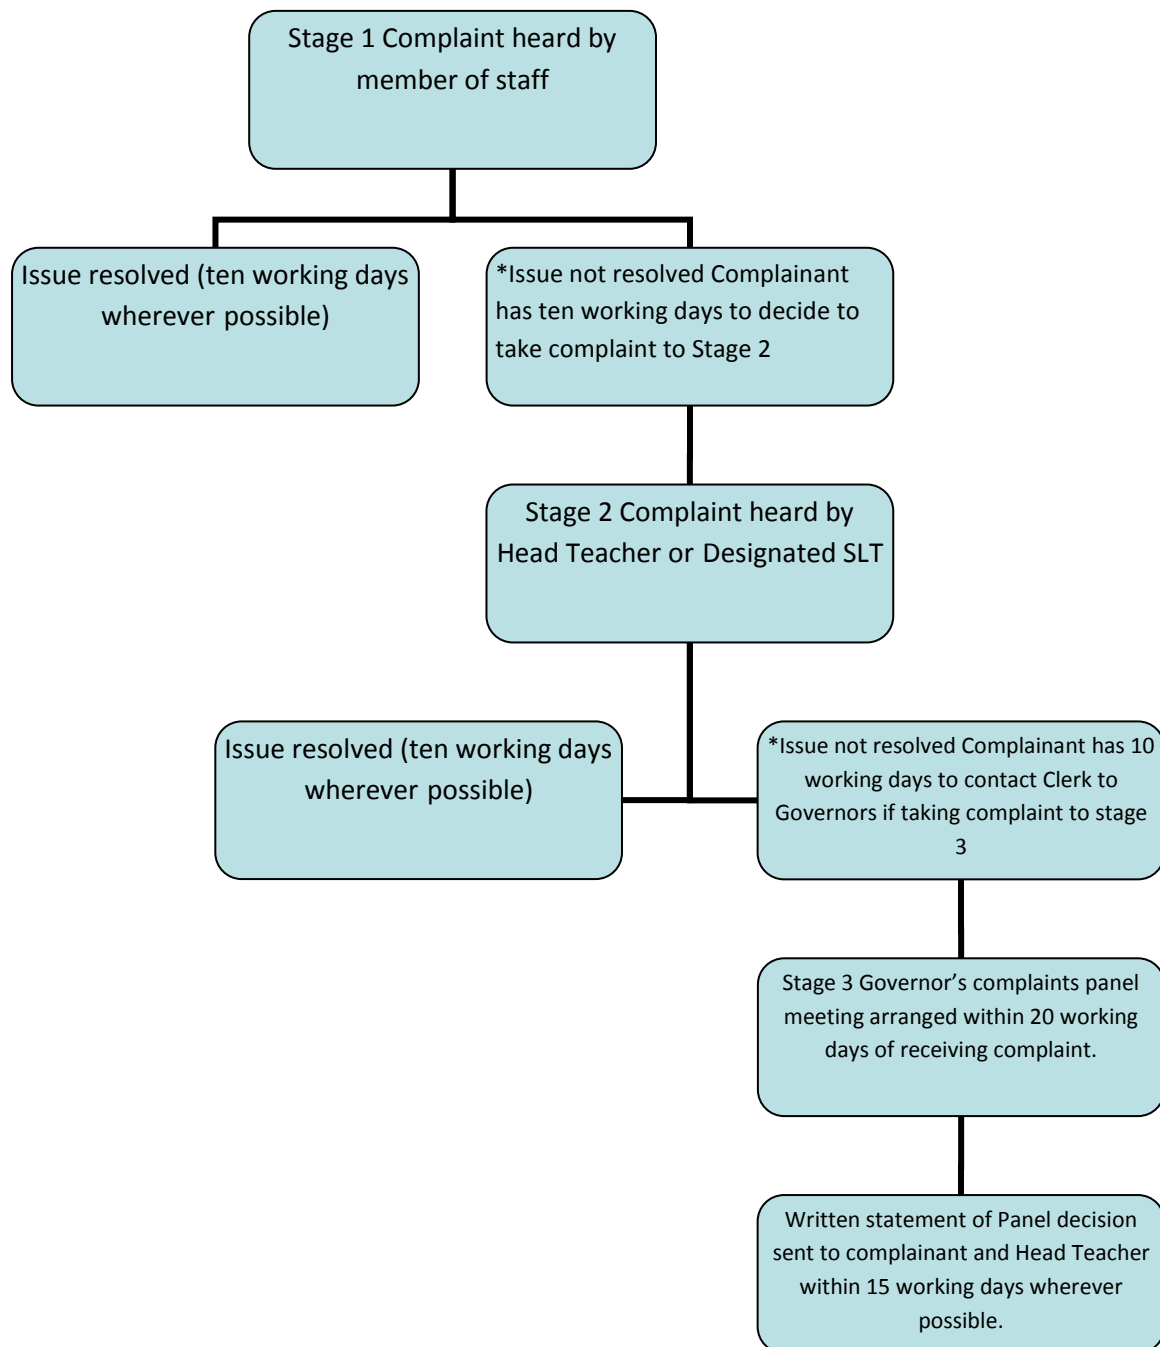 Stage 1 Complaint heard by
member of staff
Issue resolved (ten working days
wherever possible)
*Issue not resolved Complainant
has ten working days to decide to
take complaint to Stage 2
Stage 2 Complaint heard by
Head Teacher or Designated SLT
Issue resolved (ten working days
wherever possible)
*Issue not resolved Complainant has 10
working days to contact Clerk to
Governors if taking complaint to stage
3
Stage 3 Governor’s complaints panel
meeting arranged within 20 working
days of receiving complaint.
Written statement of Panel decision
sent to complainant and Head Teacher
within 15 working days wherever
possible.